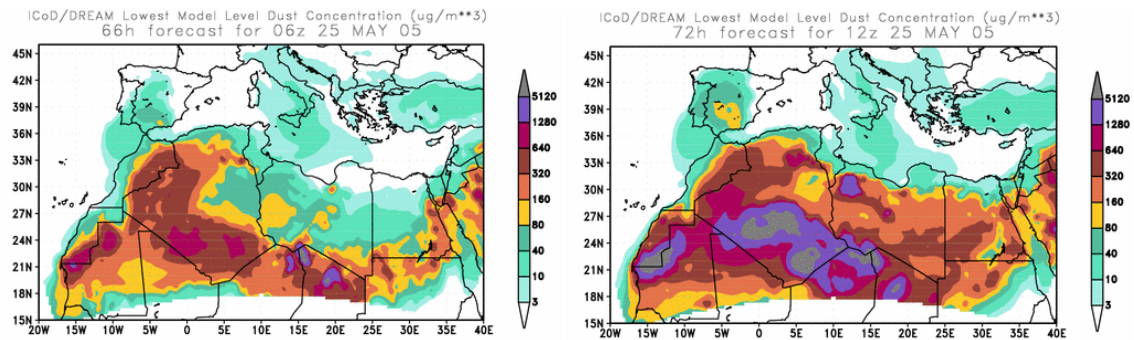 ICoD/DREAM Lowest Model Level Dust Concentration (ug/m**3)
66h forecast for 06z 25 MAY 05
45N
42N
39N
36N
33N
30N
27N
24N
21N
18N
15N
20W 15W 10W 5W 0 5E 10E 15E 20E 25E 30E 35E 40E
5120
1280
640
320
160
80
40
10
3
ICoD/DREAM Lowest Model Level Dust Concentration (ug/m**3)
72h forecast for 12z 25 MAY 05
45N
42N
39N
36N
33N
30N
27N
24N
21N
18N
15N
20W 15W 10W 5W 0 5E 10E 15E 20E 25E 30E 35E 40E
5120
1280
640
320
160
80
40
10
3